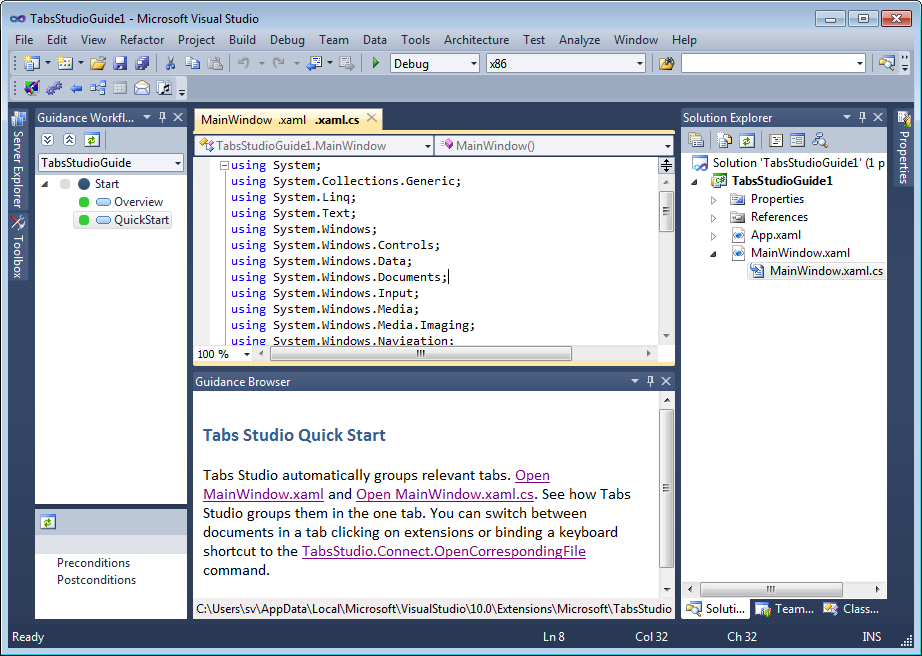 TabsStudioGuide1 - Microsoft Visual Studio
File Edit View Refactor Project Build Debug Team Data Tools Architecture Test Analyze Window Help
Debug
x86
Server Explorer
Toolbox
Guidance Workfl...
TabsStudioGuide
Start
Overview
QuickStart
Preconditions
Postconditions
MainWindow .xaml .xaml.cs
TabsStudioGuide1.MainWindow
MainWindow()
using System;
using System.Collections.Generic;
using System.Linq;
using System.Text;
using System.Windows;
using System.Windows.Controls;
using System.Windows.Data;
using System.Windows.Documents;
using System.Windows.Input;
using System.Windows.Media;
using System.Windows.Media.Imaging;
using System.Windows.Navigation;
100 %
Guidance Browser
Tabs Studio Quick Start
Tabs Studio automatically groups relevant tabs. Open
MainWindow.xaml and Open MainWindow.xaml.cs. See how Tabs
Studio groups them in the one tab. You can switch between
documents in a tab clicking on extensions or binding a keyboard
shortcut to the TabsStudio.Connect.OpenCorrespondingFile
command.
C:\Users\sv\AppData\Local\Microsoft\VisualStudio\10.0\Extensions\Microsoft\TabsStudio
Solution Explorer
Solution 'TabsStudioGuide1' (1 p
TabsStudioGuide1
Properties
References
App.xaml
MainWindow.xaml
MainWindow.xaml.cs
Soluti...
Team...
Class...
Properties
Ready
Ln 8
Col 32
Ch 32
INS